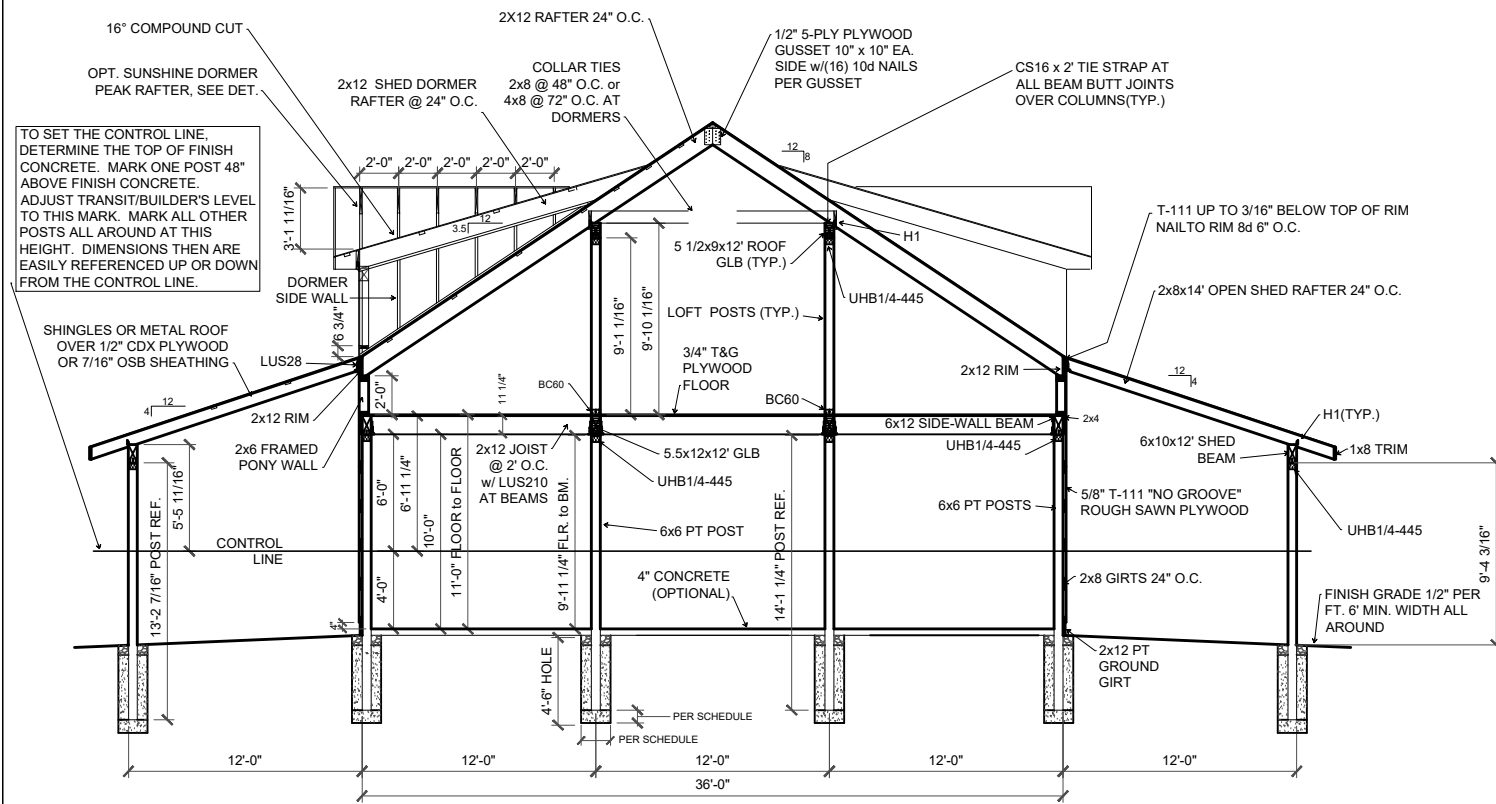 16° COMPOUND CUT
OPT. SUNSHINE DORMER
PEAK RAFTER, SEE DET.
TO SET THE CONTROL LINE,
DETERMINE THE TOP OF FINISH
CONCRETE. MARK ONE POST 48"
ABOVE FINISH CONCRETE.
ADJUST TRANSIT/BUILDER'S LEVEL
TO THIS MARK. MARK ALL OTHER
POSTS ALL AROUND AT THIS
HEIGHT. DIMENSIONS THEN ARE
EASILY REFERENCED UP OR DOWN
FROM THE CONTROL LINE.
2x12 SHED DORMER
RAFTER @ 24" O.C.
2X12 RAFTER 24" O.C.
COLLAR TIES
2x8 @ 48" O.C. or
4x8 @ 72" O.C. AT
DORMERS
1/2" 5-PLY PLYWOOD
GUSSET 10" x 10" EA.
SIDE w/(16) 10d NAILS
PER GUSSET
CS16 x 2' TIE STRAP AT
ALL BEAM BUTT JOINTS
OVER COLUMNS(TYP.)
2'-0"
2'-0"
2'-0"
2'-0"
2'-0"
12
8
3'-1 11/16"
12
3.5
T-111 UP TO 3/16" BELOW TOP OF RIM
NAILTO RIM 8d 6" O.C.
H1
5 1/2x9x12' ROOF
GLB (TYP.)
DORMER
SIDE WALL
UHB1/4-445
2x8x14' OPEN SHED RAFTER 24" O.C.
LOFT POSTS (TYP.)
9'-1 1/16"
9'-10 1/16"
6 3/4"
SHINGLES OR METAL ROOF
OVER 1/2" CDX PLYWOOD
OR 7/16" OSB SHEATHING
LUS28
3/4" T&G
PLYWOOD
FLOOR
2x12 RIM
12
4
2'-0"
11 1/4"
BC60
BC60
12
4
2x12 RIM
2x6 FRAMED
PONY WALL
6x12 SIDE-WALL BEAM
2x4
H1(TYP.)
6x10x12' SHED
BEAM
1x8 TRIM
2x12 JOIST
@ 2' O.C.
w/ LUS210
AT BEAMS
5.5x12x12' GLB
UHB1/4-445
UHB1/4-445
5'-5 11/16"
6'-0"
6'-11 1/4"
10'-0"
11'-0" FLOOR to FLOOR
9'-11 1/4" FLR. to BM.
14'-1 1/4" POST REF.
13'-2 7/16" POST REF.
6x6 PT POST
6x6 PT POSTS
5/8" T-111 "NO GROOVE"
ROUGH SAWN PLYWOOD
UHB1/4-445
9'-4 3/16"
CONTROL
LINE
4'-0"
4" CONCRETE
(OPTIONAL)
2x8 GIRTS 24" O.C.
FINISH GRADE 1/2" PER
FT. 6' MIN. WIDTH ALL
AROUND
4"
2x12 PT
GROUND
GIRT
4'-6" HOLE
PER SCHEDULE
PER SCHEDULE
12'-0"
12'-0"
12'-0"
12'-0"
12'-0"
36'-0"